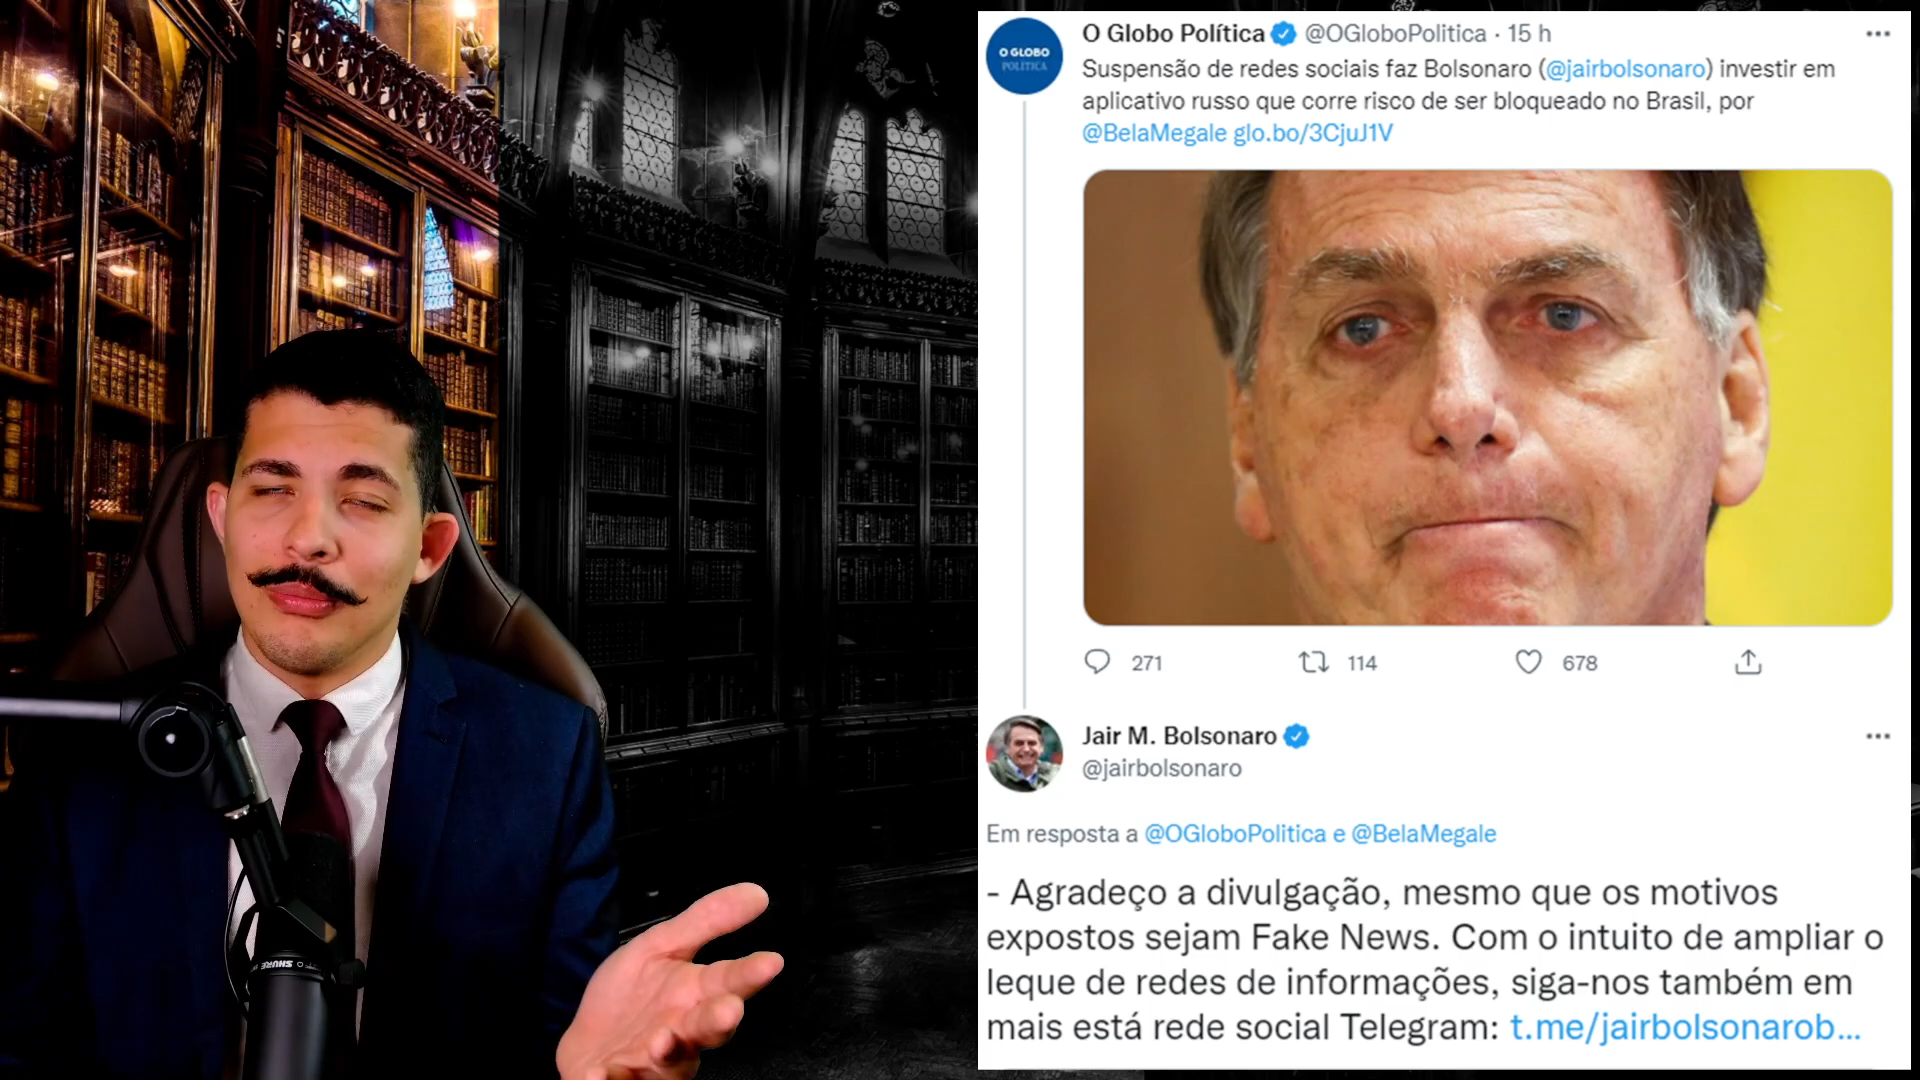 O GLOBO
POLÍTICA
O Globo Política @OGloboPolitica · 15 h
Suspensão de redes sociais faz Bolsonaro (@jairbolsonaro) investir em
aplicativo russo que corre risco de ser bloqueado no Brasil, por
@BelaMegale glo.bo/3CjuJ1V
271 114 678
Jair M. Bolsonaro
@jairbolsonaro
Em resposta a @OGloboPolitica e @BelaMegale
- Agradeço a divulgação, mesmo que os motivos
expostos sejam Fake News. Com o intuito de ampliar o
leque de redes de informações, siga-nos também em
mais está rede social Telegram: t.me/jairbolsonarob...
SHURE